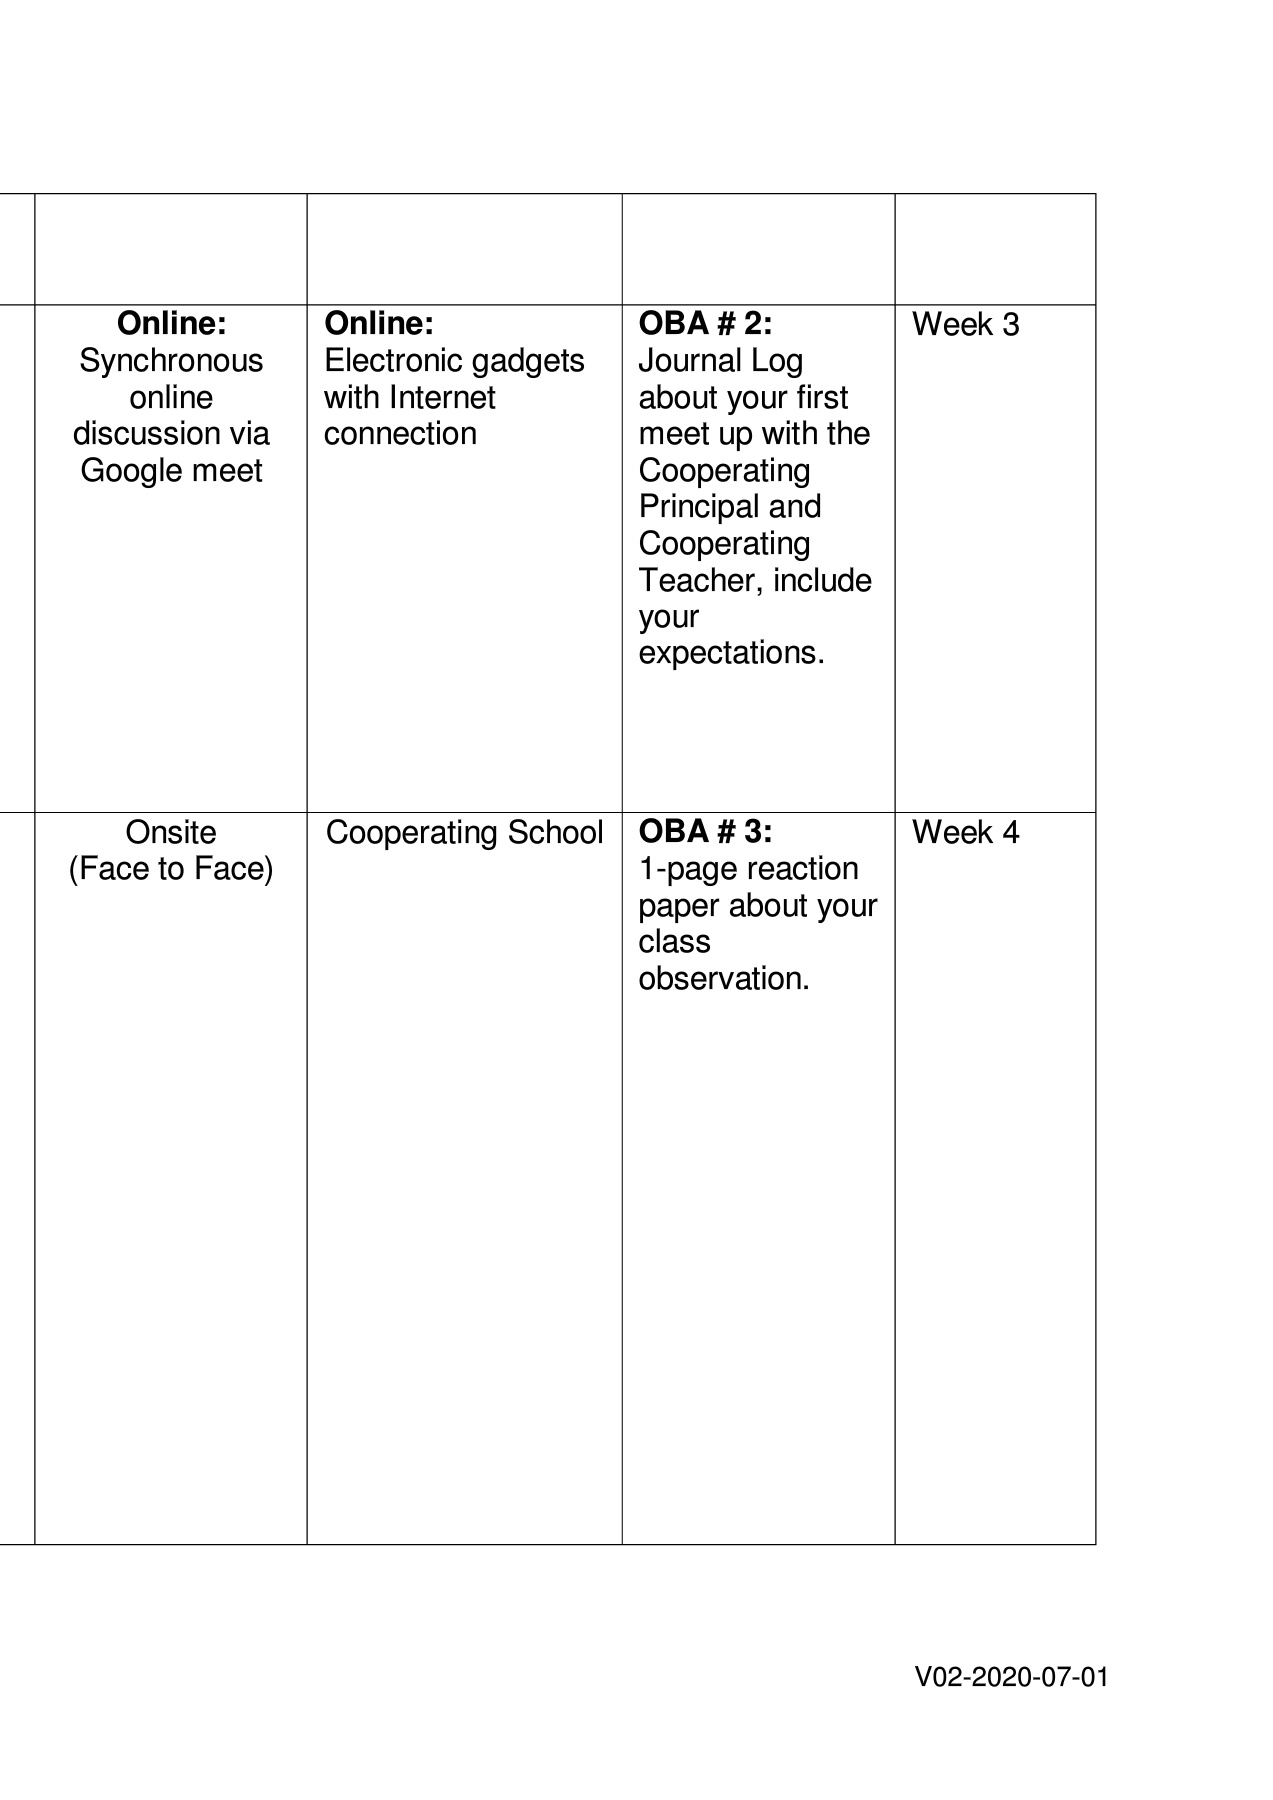 Online:
Synchronous
online
discussion via
Google meet
Online:
Electronic gadgets
with Internet
connection
OBA # 2:
Journal Log
about your first
meet up with the
Cooperating
Principal and
Cooperating
Teacher, include
your
expectations.
Week 3
Onsite
(Face to Face)
Cooperating School
OBA # 3:
1-page reaction
paper about your
class
observation.
Week 4
V02-2020-07-01